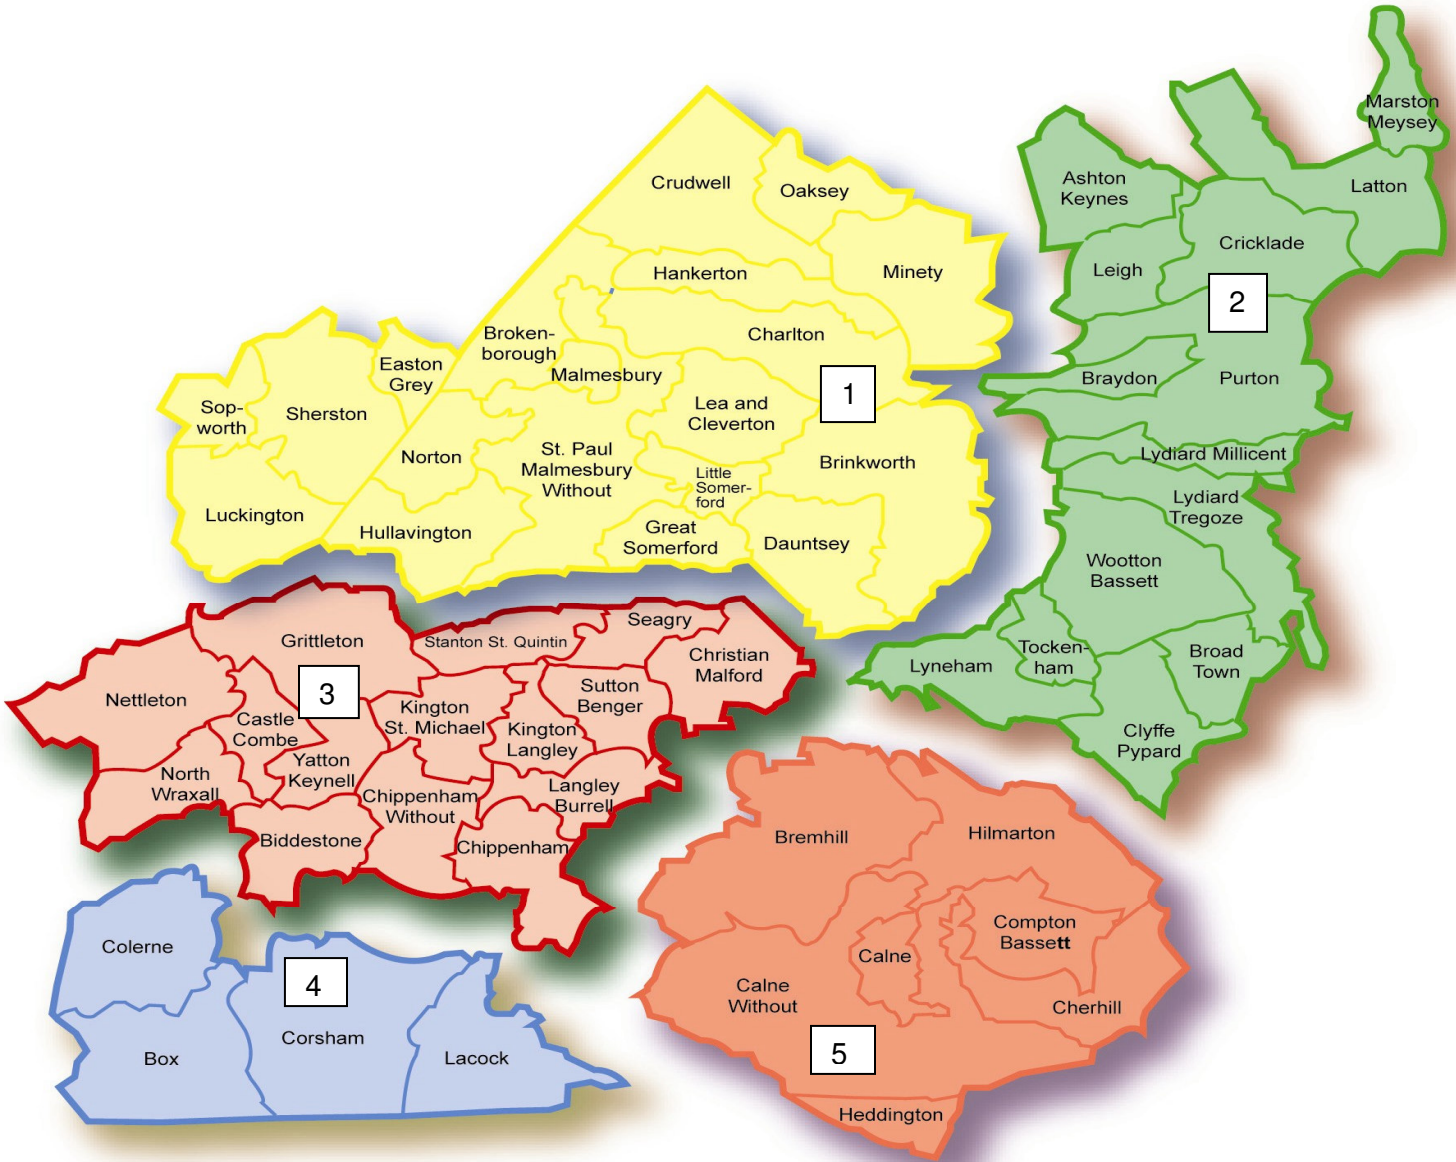 Crudwell
Oaksey
Hankerton
Minety
Charlton
Broken-
borough
Malmesbury
Easton
Grey
Sop-
worth
Sherston
Lea and
Cleverton
1
Norton
St. Paul
Malmesbury
Without
Brinkworth
Little
Somer-
ford
Luckington
Hullavington
Great
Somerford
Dauntsey
Marston
Meysey
Ashton
Keynes
Latton
Cricklade
Leigh
2
Braydon
Purton
Lydiard Millicent
Lydiard
Tregoze
Wootton
Bassett
Lyneham
Tocken-
ham
Broad
Town
Clyffe
Pypard
Grittleton
Stanton St. Quintin
Seagry
Christian
Malford
3
Nettleton
Castle
Combe
Kington
St. Michael
Sutton
Benger
Kington
Langley
North
Wraxall
Yatton
Keynell
Chippenham
Without
Langley
Burrell
Biddestone
Chippenham
Colerne
4
Corsham
Box
Lacock
Bremhill
Hilmarton
Compton
Bassett
Calne
Calne
Without
Cherhill
5
Heddington